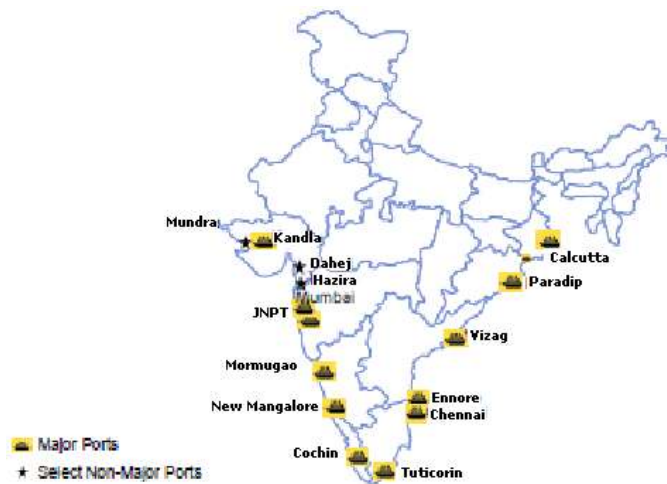 Mundra
Kandla
Dahej
Hazira
Mumbai
JNPT
Calcutta
Paradip
Vizag
Mormugao
New Mangalore
Ennore
Chennai
Cochin
Tuticorin
Major Ports
Select Non-Major Ports